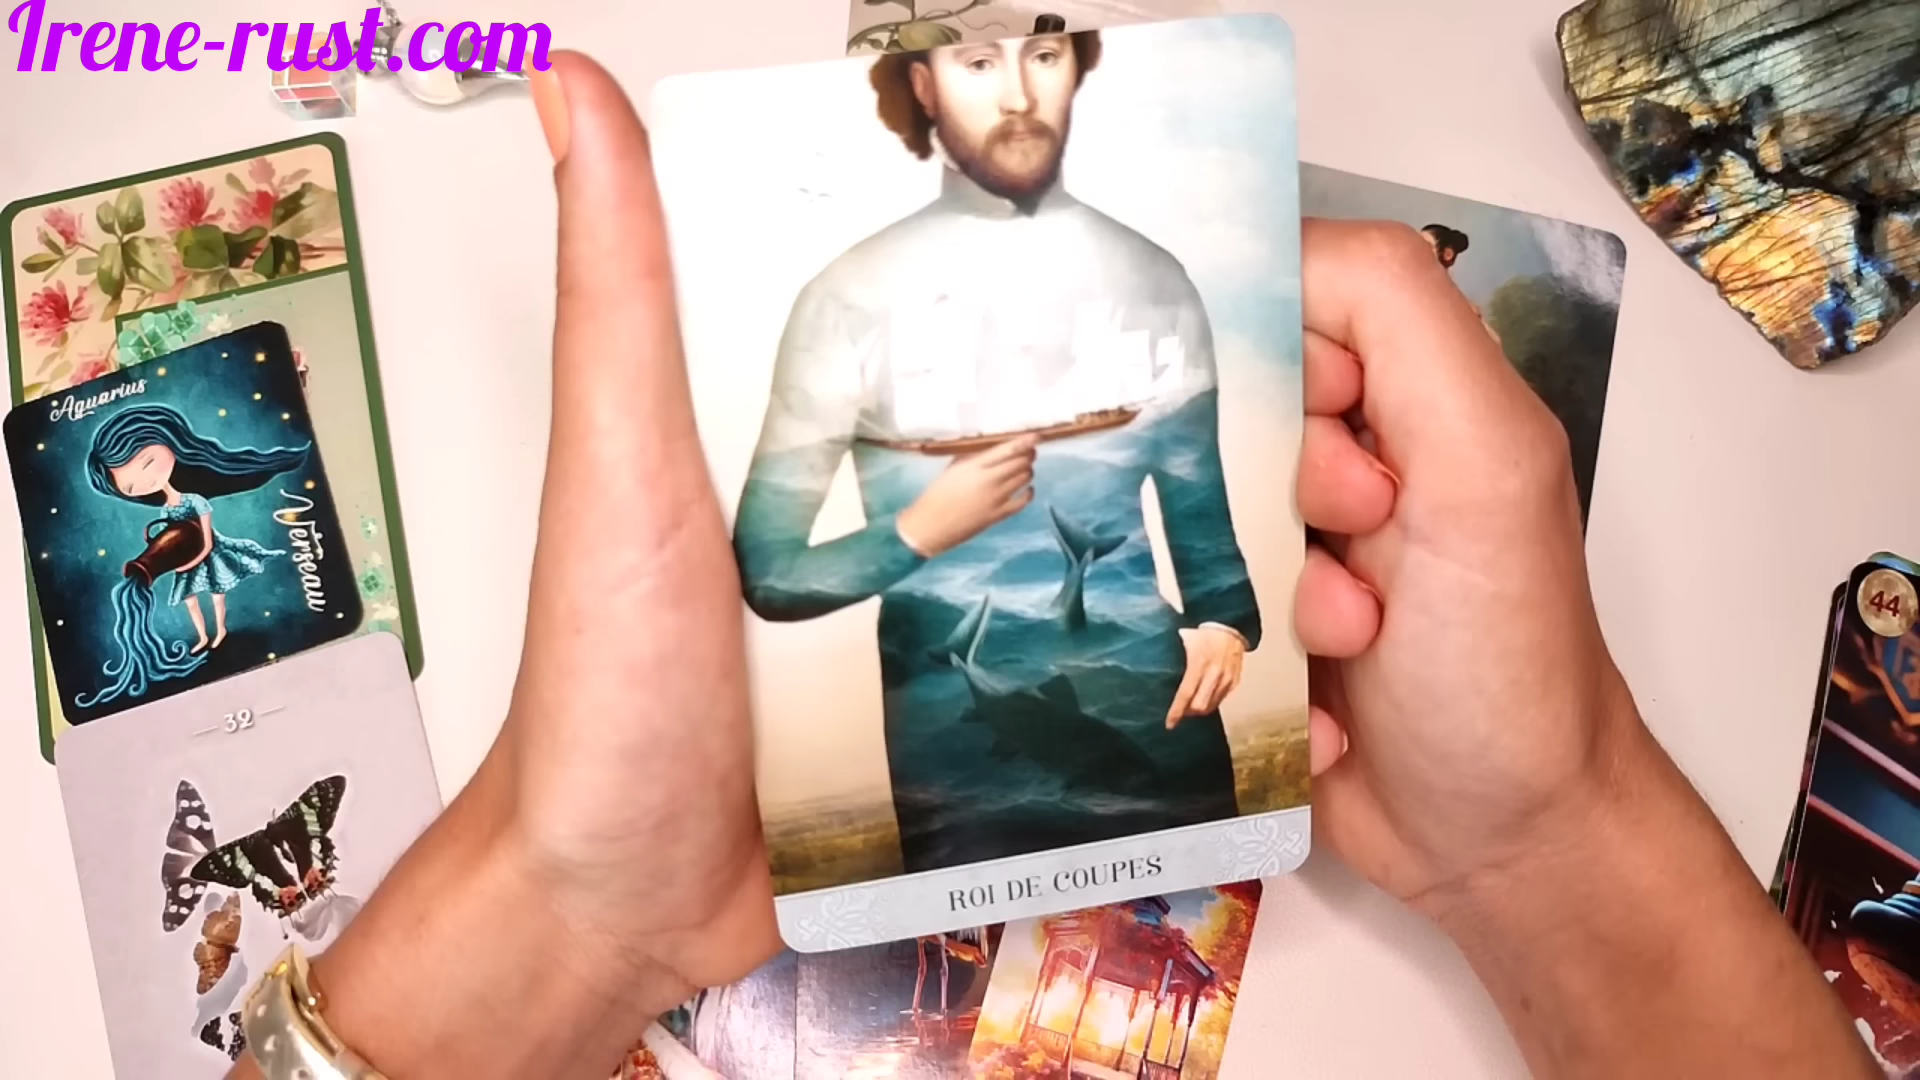 Irene-rust.com
Aquarius
Verseau
32
44
ROI DE COUPES